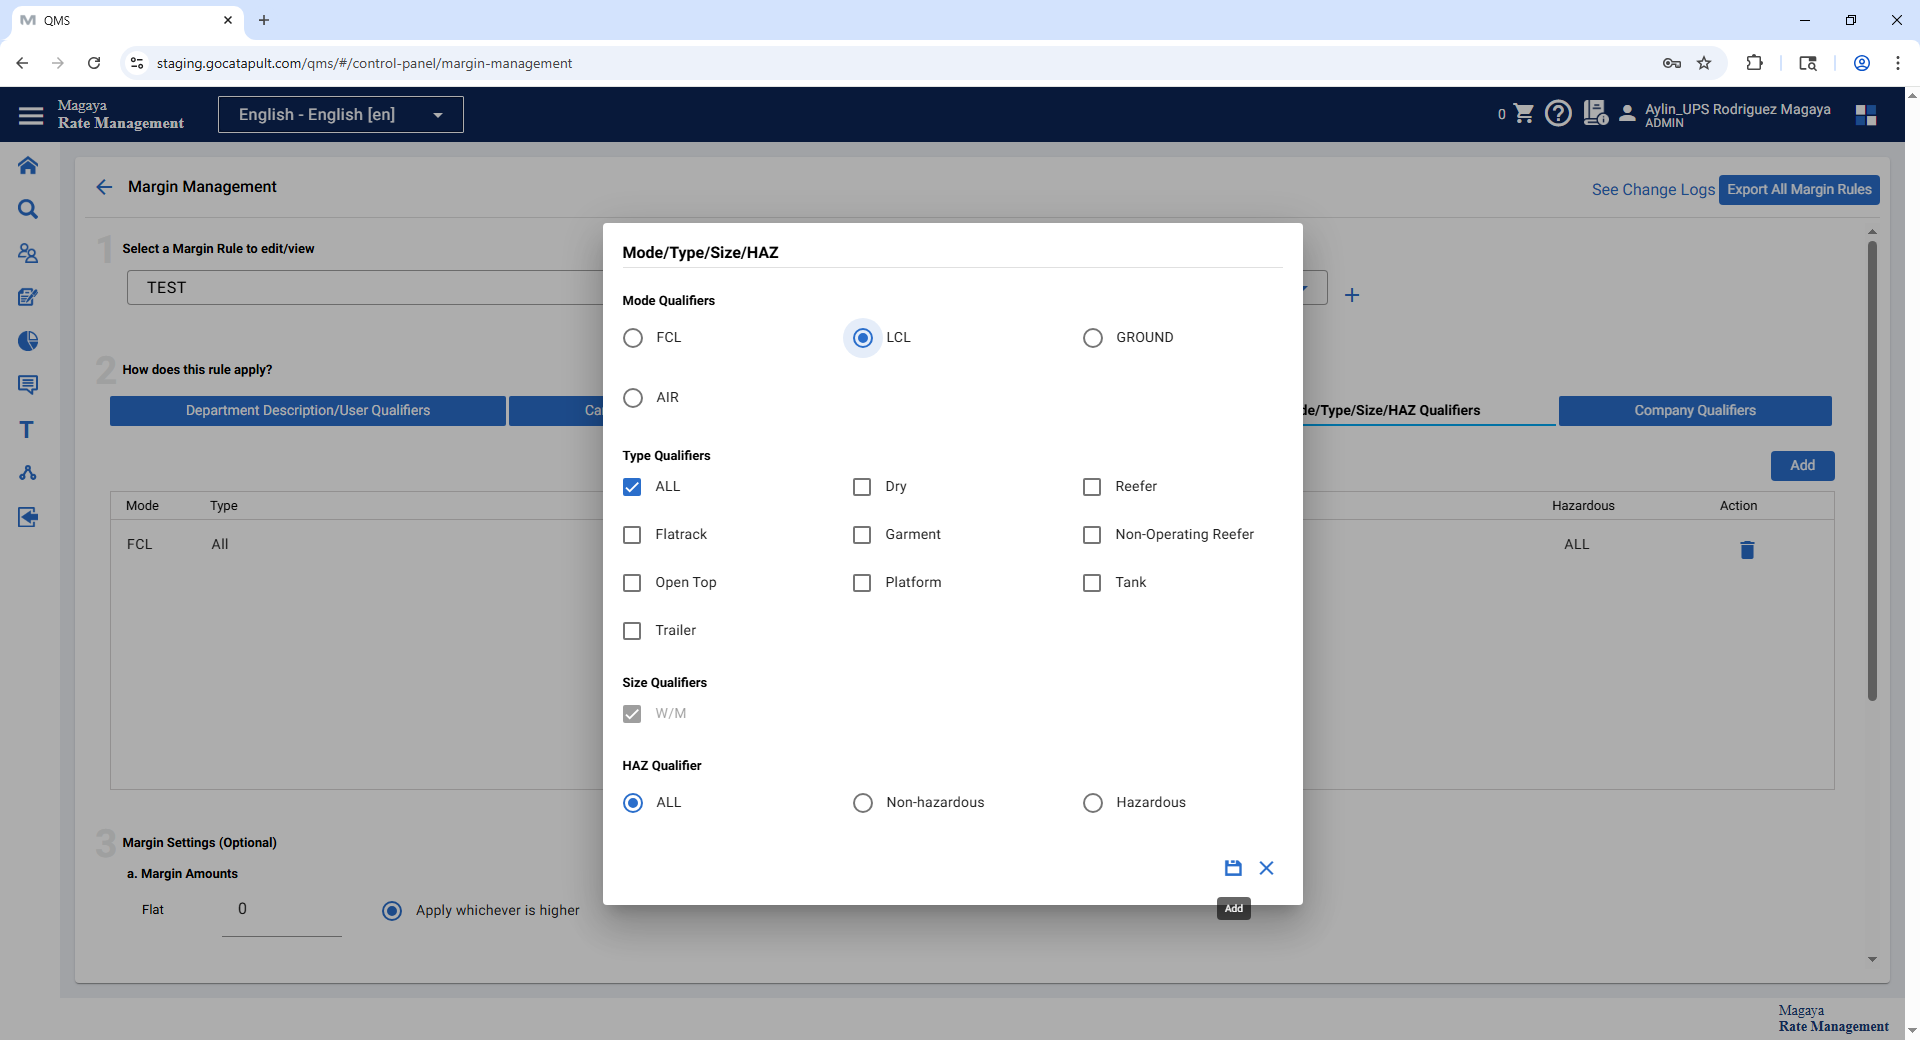 QMS
staging.gocatapult.com/qms/#/control-panel/margin-management
Magaya
Rate Management
English - English [en]
0
Aylin_UPS Rodriguez Magaya
ADMIN
Margin Management
See Change Logs
Export All Margin Rules
1
Select a Margin Rule to edit/view
TEST
2
How does this rule apply?
Department Description/User Qualifiers
Ca
de/Type/Size/HAZ Qualifiers
Company Qualifiers
Add
Mode
Type
Hazardous
Action
FCL
All
ALL
Mode/Type/Size/HAZ
Mode Qualifiers
FCL
LCL
GROUND
AIR
Type Qualifiers
ALL
Dry
Reefer
Flatrack
Garment
Non-Operating Reefer
Open Top
Platform
Tank
Trailer
Size Qualifiers
W/M
HAZ Qualifier
ALL
Non-hazardous
Hazardous
Add
3
Margin Settings (Optional)
a. Margin Amounts
Flat
0
Apply whichever is higher
Magaya
Rate Management